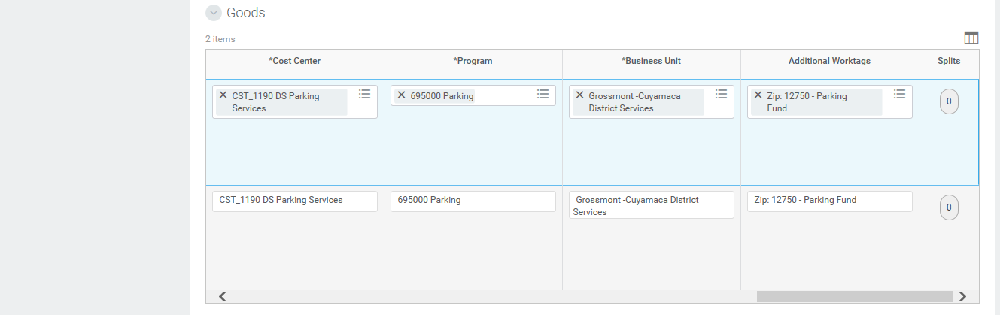 Goods
2 items
*Cost Center *Program *Business Unit Additional Worktags Splits
CST_1190 DS Parking Services
695000 Parking
Grossmont -Cuyamaca District Services
Zip: 12750 - Parking Fund
0
CST_1190 DS Parking Services
695000 Parking
Grossmont -Cuyamaca District Services
Zip: 12750 - Parking Fund
0